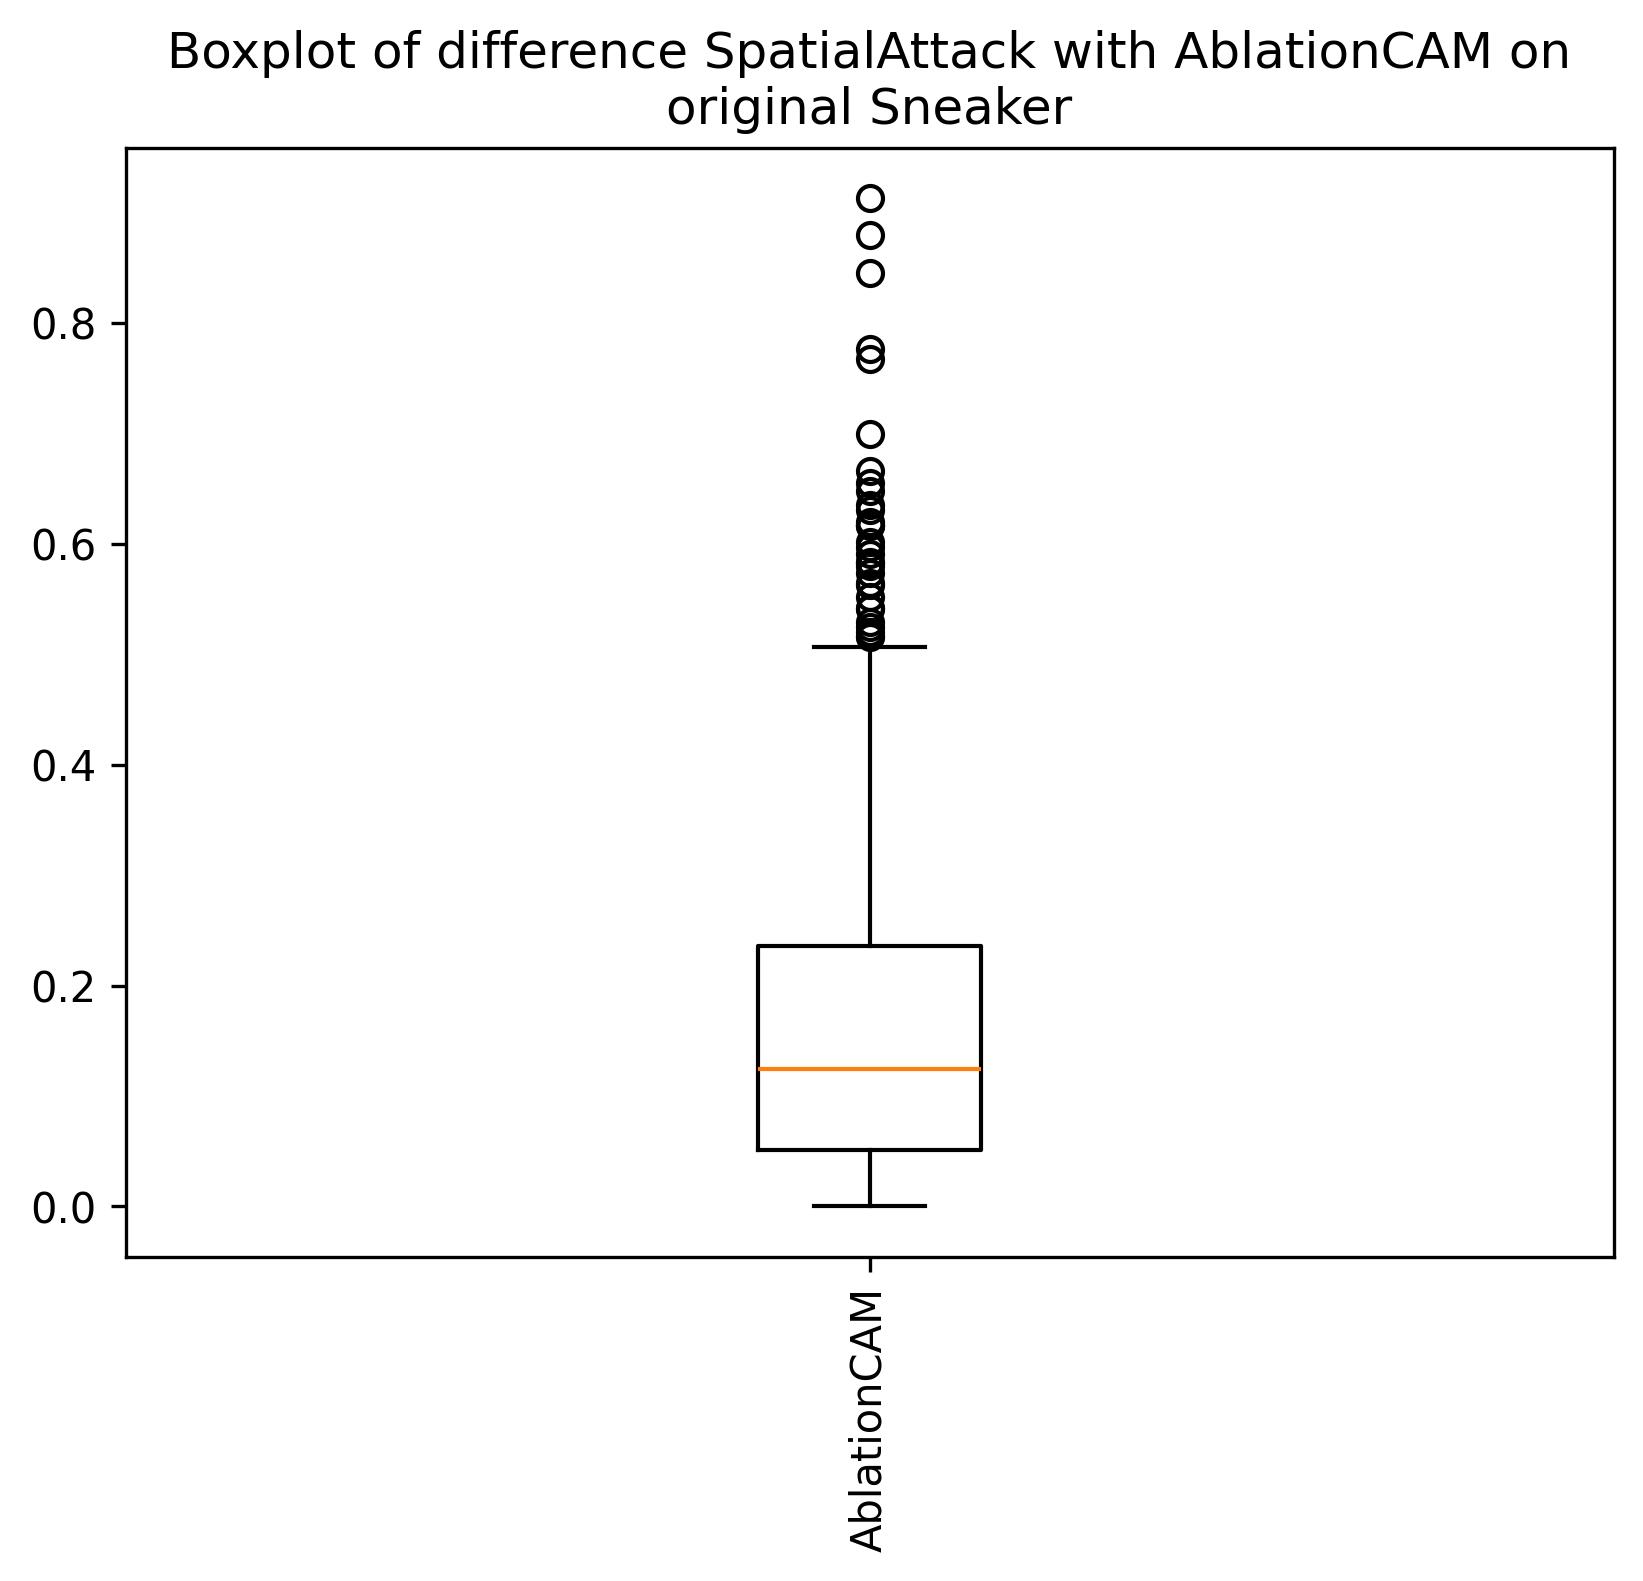 Boxplot of difference SpatialAttack with AblationCAM on
original Sneaker
0.8
0.6
0.4
0.2
0.0
AblationCAM